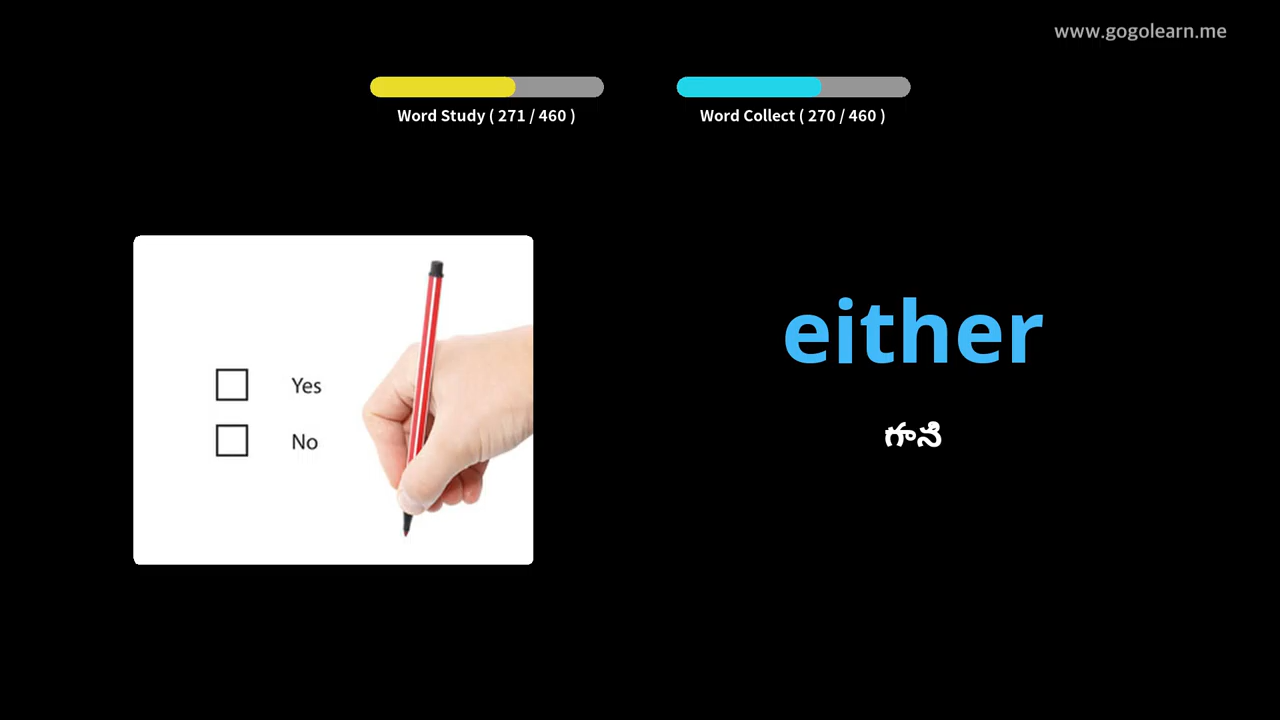 www.gogolearn.me
Word Study ( 271 / 460 )
Word Collect ( 270 / 460 )
Yes
No
either
గానీ